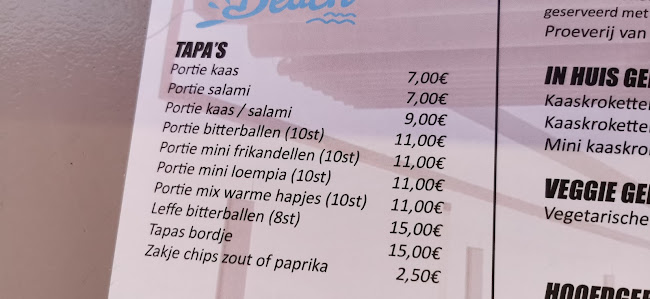 Beach
TAPA'S
Portie kaas 7,00€
Portie salami 7,00€
Portie kaas / salami 9,00€
Portie bitterballen (10st) 11,00€
Portie mini frikandellen (10st) 11,00€
Portie mini loempia (10st) 11,00€
Portie mix warme hapjes (10st) 11,00€
Leffe bitterballen (8st) 15,00€
Tapas bordje 15,00€
Zakje chips zout of paprika 2,50€
geserveerd met
Proeverij van
IN HUIS GE
Kaaskrokette
Kaaskrokette
Mini kaaskro
VEGGIE GE
Vegetarische